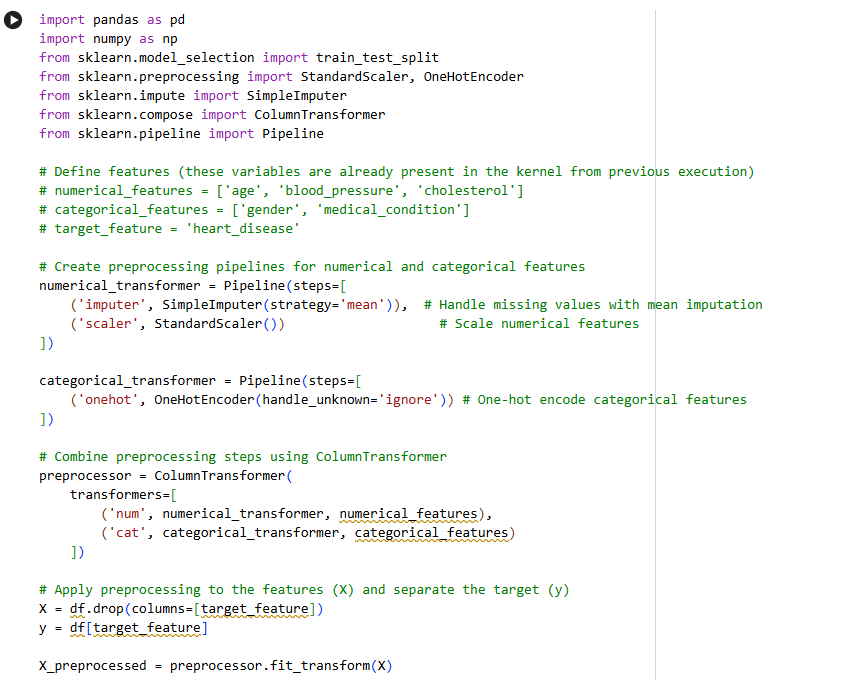 import pandas as pd
import numpy as np
from sklearn.model_selection import train_test_split
from sklearn.preprocessing import StandardScaler, OneHotEncoder
from sklearn.impute import SimpleImputer
from sklearn.compose import ColumnTransformer
from sklearn.pipeline import Pipeline

# Define features (these variables are already present in the kernel from previous execution)
# numerical_features = ['age', 'blood_pressure', 'cholesterol']
# categorical_features = ['gender', 'medical_condition']
# target_feature = 'heart_disease'

# Create preprocessing pipelines for numerical and categorical features
numerical_transformer = Pipeline(steps=[
    ('imputer', SimpleImputer(strategy='mean')),  # Handle missing values with mean imputation
    ('scaler', StandardScaler())                    # Scale numerical features
])

categorical_transformer = Pipeline(steps=[
    ('onehot', OneHotEncoder(handle_unknown='ignore')) # One-hot encode categorical features
])

# Combine preprocessing steps using ColumnTransformer
preprocessor = ColumnTransformer(
    transformers=[
        ('num', numerical_transformer, numerical_features),
        ('cat', categorical_transformer, categorical_features)
    ])

# Apply preprocessing to the features (X) and separate the target (y)
X = df.drop(columns=[target_feature])
y = df[target_feature]

X_preprocessed = preprocessor.fit_transform(X)